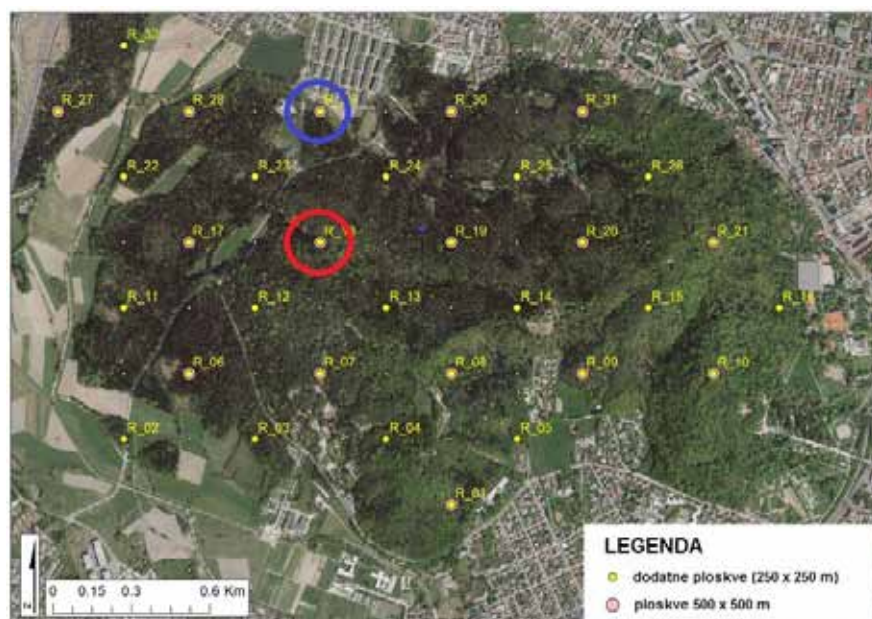 R_32
R_27 R_28 R_30 R_31
R_22 R_23 R_24 R_25 R_26
R_17 R_18 R_19 R_20 R_21
R_11 R_12 R_13 R_14 R_15 R_16
R_06 R_07 R_08 R_09 R_10
R_02 R_03 R_04 R_05
R_01
LEGENDA
dodatne ploskve (250 x 250 m)
ploskve 500 x 500 m
0 0.15 0.3 0.6 Km